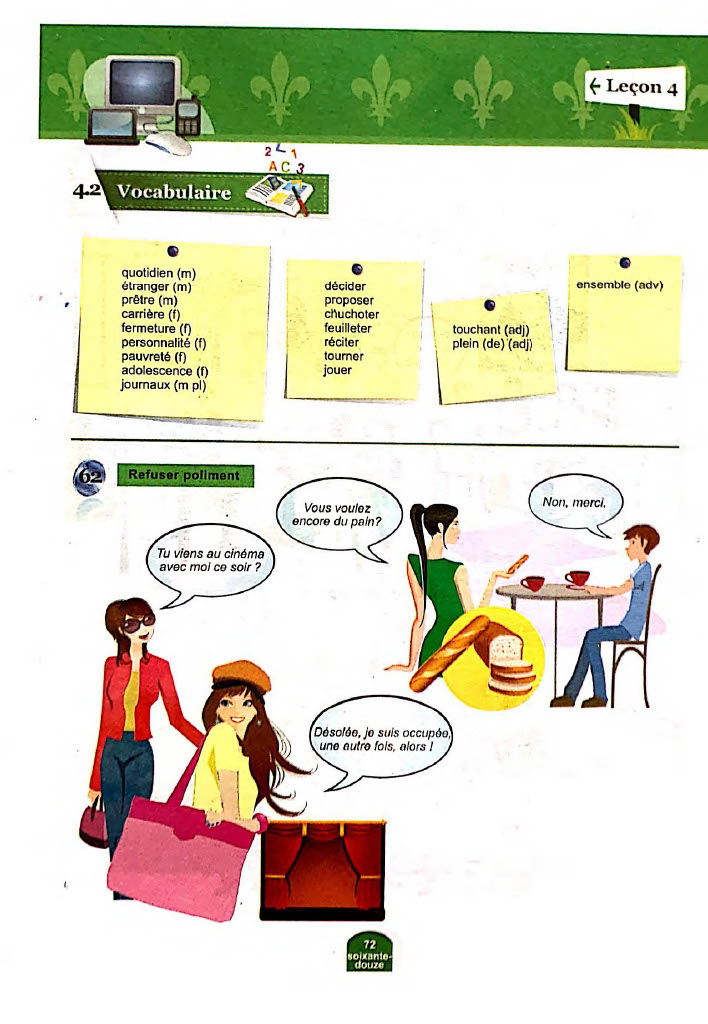 ← Leçon 4
2 1
A C 3
4.2 Vocabulaire
quotidien (m)
étranger (m)
prêtre (m)
carrière (f)
fermeture (f)
personnalité (f)
pauvreté (f)
adolescence (f)
journaux (m pl)
décider
proposer
chuchoter
feuilleter
réciter
tourner
jouer
touchant (adj)
plein (de) (adj)
ensemble (adv)
62 Refuser poliment
Vous voulez
encore du pain?
Non, merci.
Tu viens au cinéma
avec moi ce soir ?
Désolée, je suis occupée,
une autre fois, alors !
72
soixante-
douze